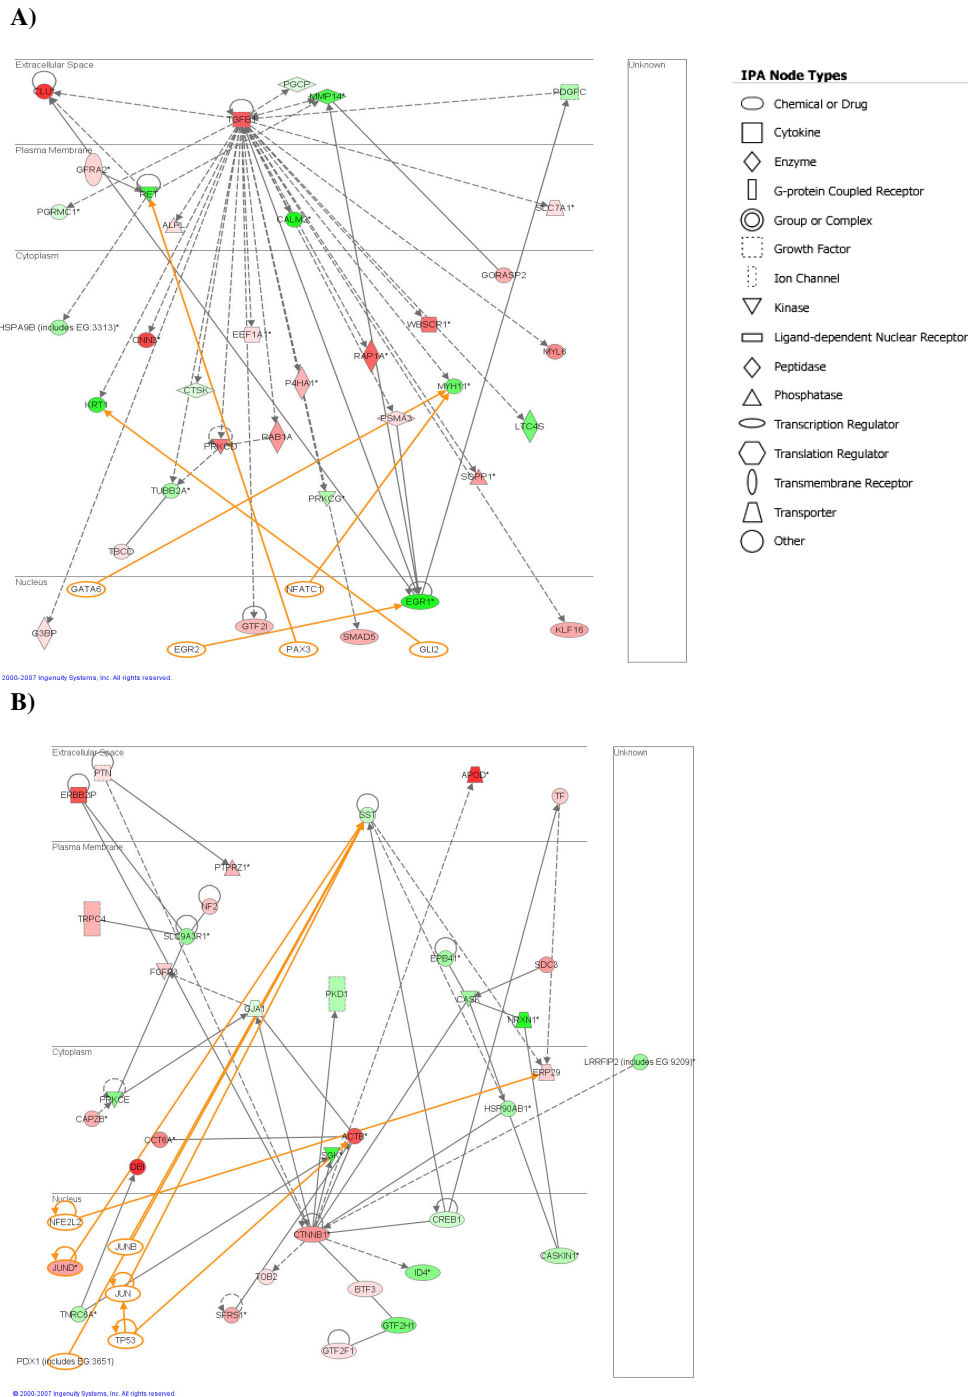 A)
Extracellular Space
Unknown
IPA Node Types
CLU*
PGCP
MMP14*
PDGFC
TGFB1*
Chemical or Drug
Cytokine
Plasma Membrane
GFRA2*
RET
PGRMC1*
ALPL
CALM2*
SLC7A1*
Enzyme
G-protein Coupled Receptor
Group or Complex
Cytoplasm
GORASP2
Growth Factor
Ion Channel
HSPA9B (includes EG:3313)*
CNN3*
EEF1A1*
WBSCR1*
RAP1A*
MYL6
Kinase
Ligand-dependent Nuclear Receptor
KRT1
CTSK
P4HA1*
MYH11*
Peptidase
Phosphatase
PSMA3
LTC4S
PRKCD
RAB1A
Transcription Regulator
Translation Regulator
TUBB2A*
PRKCG*
SGPP1*
Transmembrane Receptor
Transporter
TBCD
Other
Nucleus
GATA6
NFATC1
EGR1*
G3BP
GTF2I
SMAD5
KLF16
EGR2
PAX3
GLI2
2000-2007 Ingenuity Systems, Inc. All rights reserved.
B)
Extracellular Space
Unknown
PTN
APOD*
ERBB2IP
TF
SST
Plasma Membrane
PTPRZ1*
NF2
TRPC4
SLC9A3R1*
EPB41*
SDC3
FGFR3
PKD1
CASK
GJA1
NRXN1*
Cytoplasm
LRRFIP2 (includes EG:9209)*
ERP29
PRKCE
HSP90AB1*
CAPZB*
CCT6A*
ACTB*
SGK*
DBI
Nucleus
NFE2L2
CREB1
CTNNB1*
JUNB
CASKIN1*
JUND*
TOB2
ID4*
JUN
BTF3
TNRC6A*
SFRS1*
GTF2H1
TP53
GTF2F1
PDX1 (includes EG:3651)
© 2000-2007 Ingenuity Systems, Inc. All rights reserved.